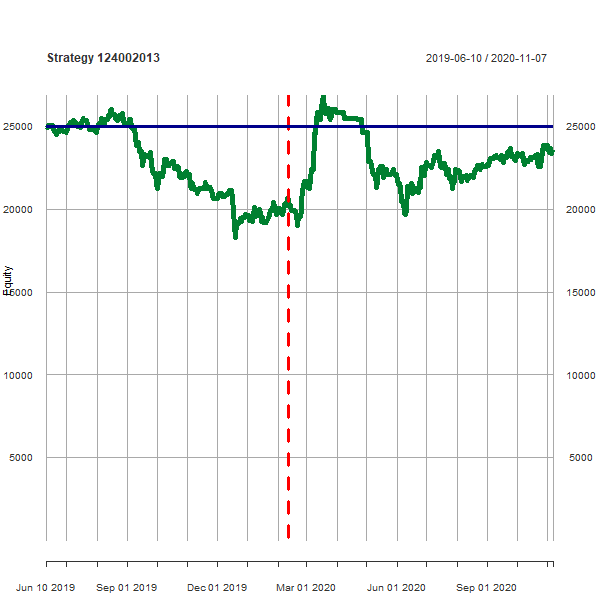 Strategy 124002013
2019-06-10 / 2020-11-07
25000
25000
20000
20000
Equity
15000
15000
10000
10000
5000
5000
Jun 10 2019
Sep 01 2019
Dec 01 2019
Mar 01 2020
Jun 01 2020
Sep 01 2020